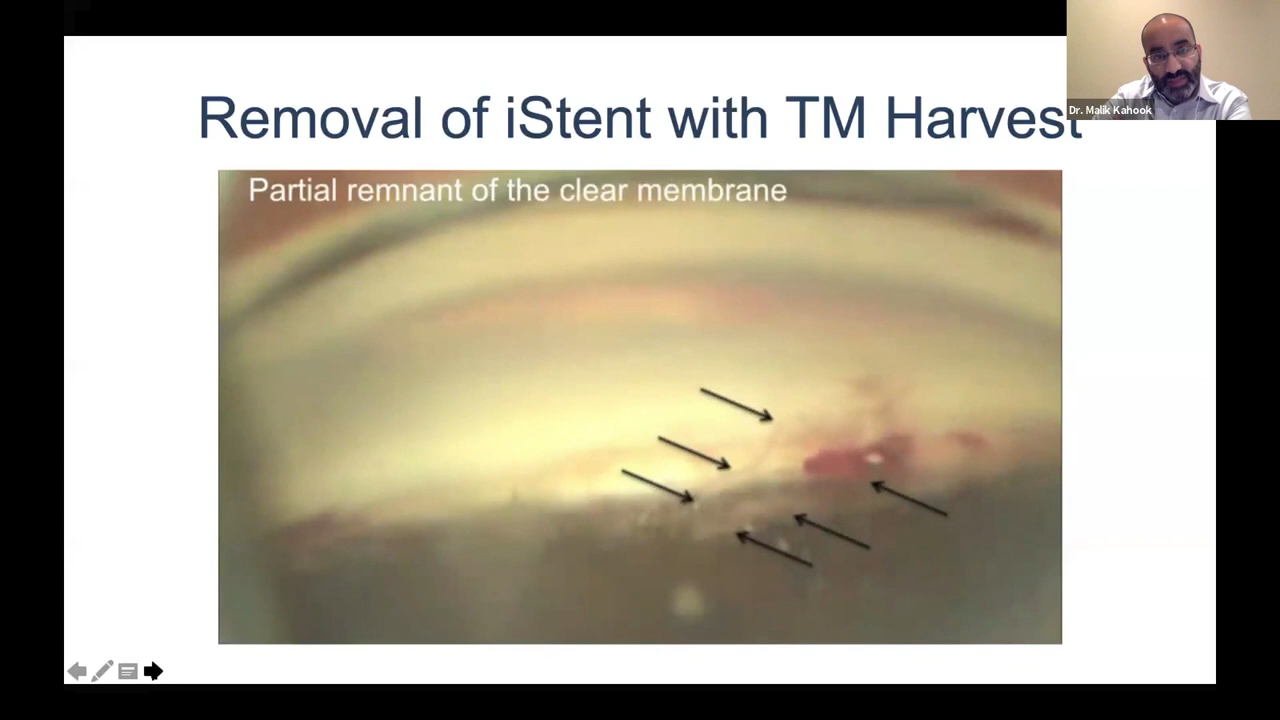 Removal of iStent with TM Harvest
Dr. Malik Kahook
Partial remnant of the clear membrane